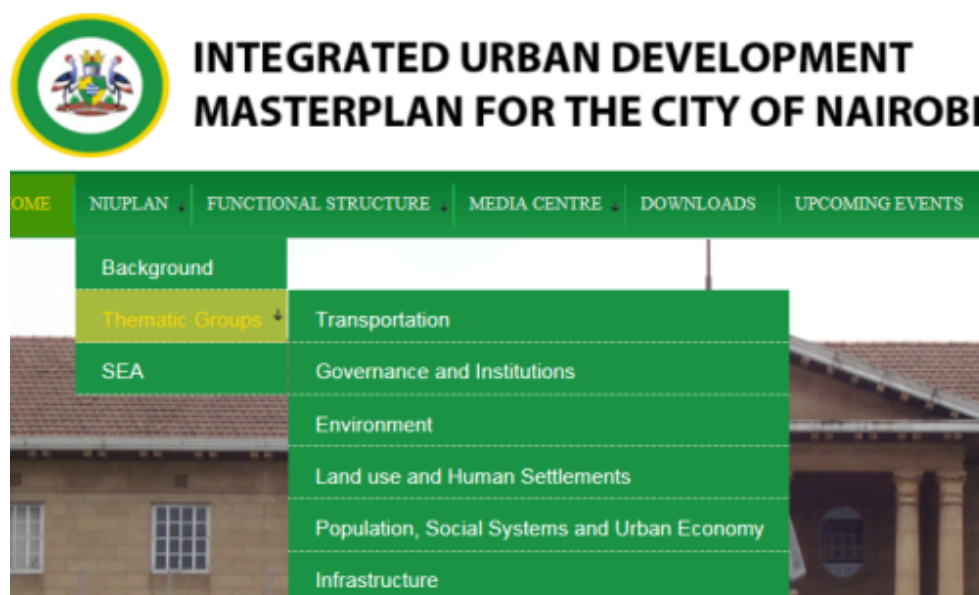 INTEGRATED URBAN DEVELOPMENT
MASTERPLAN FOR THE CITY OF NAIROBI
OME NIUPLAN FUNCTIONAL STRUCTURE MEDIA CENTRE DOWNLOADS UPCOMING EVENTS
Background
Thematic Groups Transportation
SEA Governance and Institutions
Environment
Land use and Human Settlements
Population, Social Systems and Urban Economy
Infrastructure